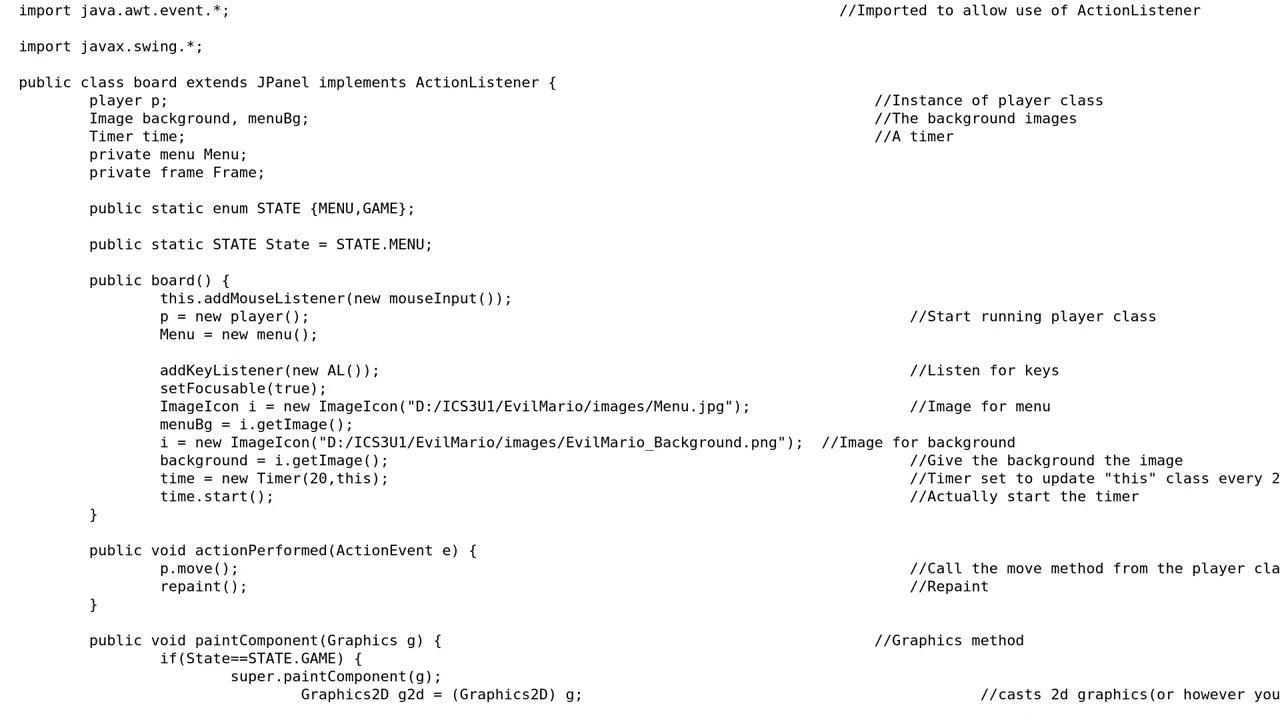 import java.awt.event.*; //Imported to allow use of ActionListener
import javax.swing.*;
public class board extends JPanel implements ActionListener {
player p; //Instance of player class
Image background, menuBg; //The background images
Timer time; //A timer
private menu Menu;
private frame Frame;
public static enum STATE {MENU,GAME};
public static STATE State = STATE.MENU;
public board() {
this.addMouseListener(new mouseInput());
p = new player(); //Start running player class
Menu = new menu();
addKeyListener(new AL()); //Listen for keys
setFocusable(true);
ImageIcon i = new ImageIcon("D:/ICS3U1/EvilMario/images/Menu.jpg"); //Image for menu
menuBg = i.getImage();
i = new ImageIcon("D:/ICS3U1/EvilMario/images/EvilMario_Background.png"); //Image for background
background = i.getImage(); //Give the background the image
time = new Timer(20,this); //Timer set to update "this" class every 2
time.start(); //Actually start the timer
}
public void actionPerformed(ActionEvent e) {
p.move(); //Call the move method from the player cla
repaint(); //Repaint
}
public void paintComponent(Graphics g) { //Graphics method
if(State==STATE.GAME) {
super.paintComponent(g);
Graphics2D g2d = (Graphics2D) g; //casts 2d graphics(or however you